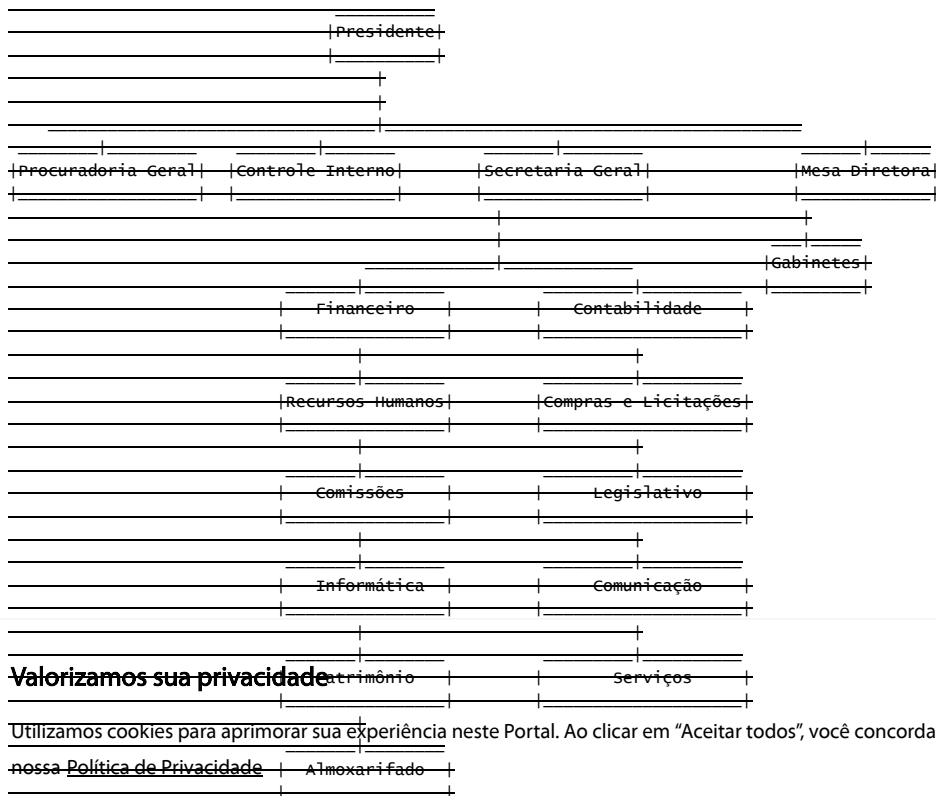 Presidente
Procuradoria Geral Controle Interno Secretaria Geral Mesa Diretora
Gabinetes
Financeiro Contabilidade
Recursos Humanos Compras e Licitações
Comissões Legislativo
Informática Comunicação
Valorizamos sua privacidade atrimônio Serviços
Utilizamos cookies para aprimorar sua experiência neste Portal. Ao clicar em “Aceitar todos”, você concorda
nossa Política de Privacidade Almoxarifado